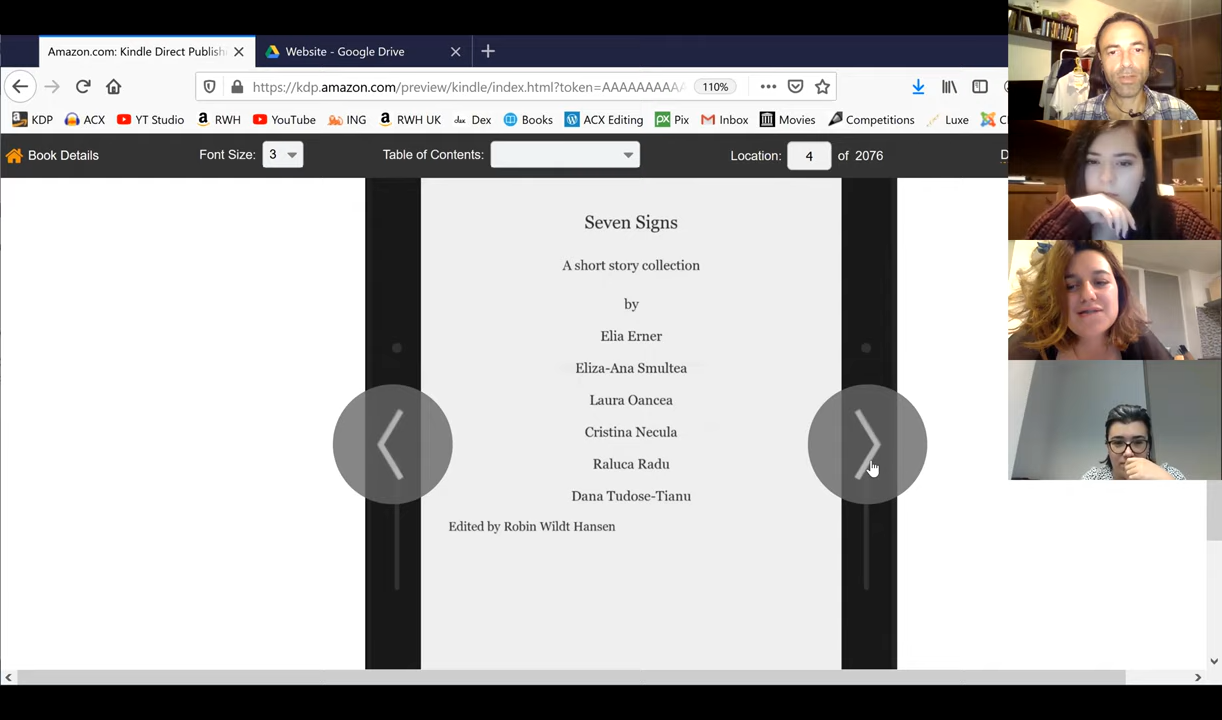 Amazon.com: Kindle Direct Publish
Website - Google Drive
https://kdp.amazon.com/preview/kindle/index.html?token=AAAAAAAAAA
110%
KDP ACX YT Studio RWH YouTube ING RWH UK Dex Books ACX Editing Pix Inbox Movies Competitions Luxe
Book Details Font Size: 3 Table of Contents: Location: 4 of 2076
Seven Signs
A short story collection
by
Elia Erner
Eliza-Ana Smultea
Laura Oancea
Cristina Necula
Raluca Radu
Dana Tudose-Tianu
Edited by Robin Wildt Hansen